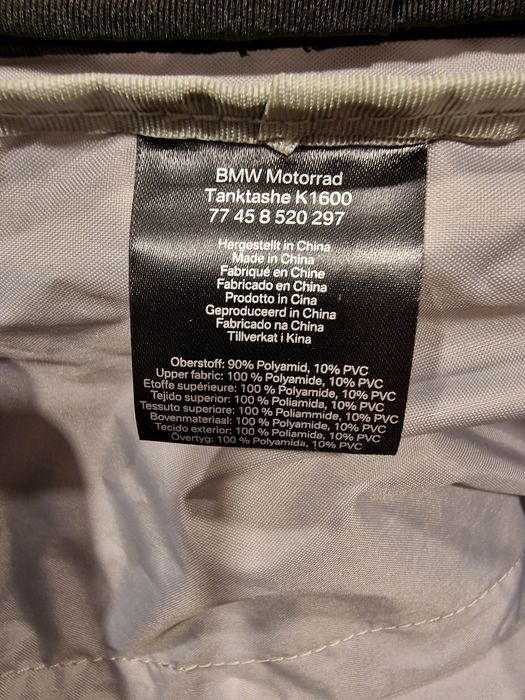 BMW Motorrad
Tanktashe K1600
77 45 8 520 297
Hergestellt in China
Made in China
Fabriqué en Chine
Fabricado en China
Prodotto in Cina
Geproduceerd in China
Fabricado na China
Tillverkat i Kina
Oberstoff: 90% Polyamid, 10% PVC
Upper fabric: 100 % Polyamide, 10% PVC
Etoffe supérieure: 100 % Polyamide, 10% PVC
Tejido superior: 100 % Poliamida, 10% PVC
Tessuto superiore: 100 % Poliammide, 10% PVC
Bovenmateriaal: 100 % Polyamide, 10% PVC
Tecido exterior: 100 % Poliamida, 10% PVC
Övertyg: 100 % Polyamida, 10% PVC